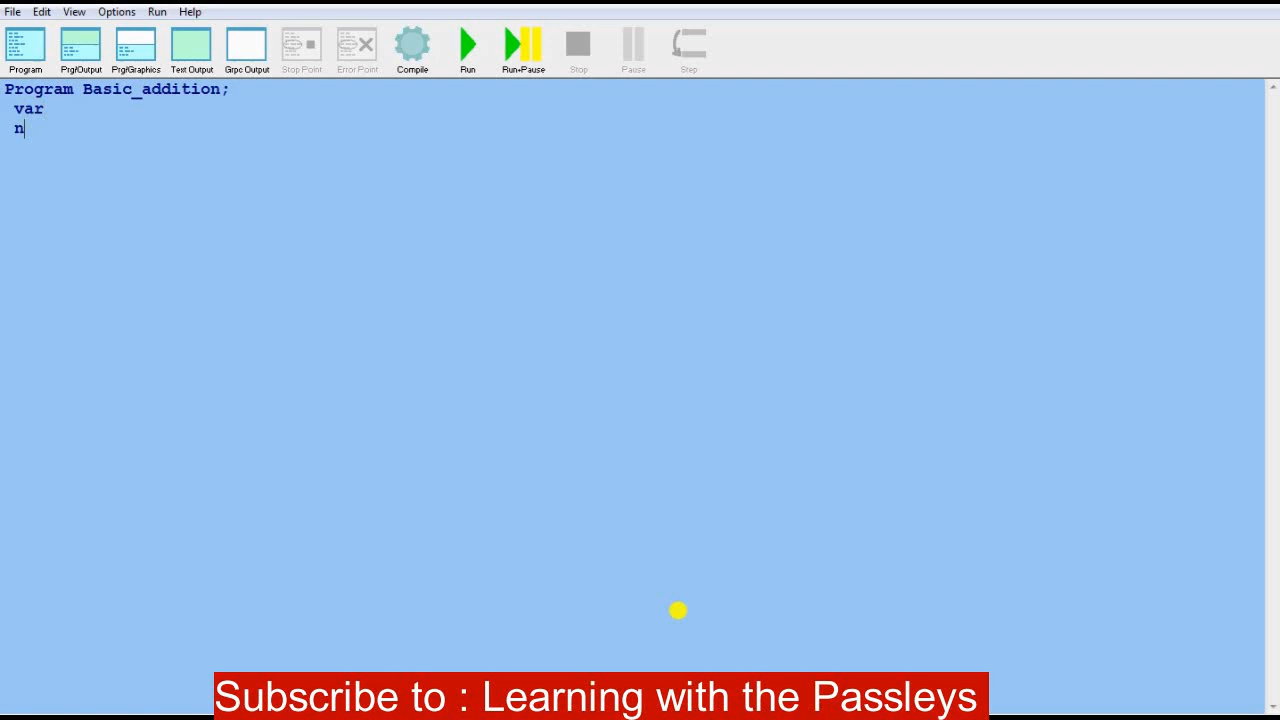 File Edit View Options Run Help
Program Prg/Output Prg/Graphics Text Output Grpc Output Stop Point Error Point Compile Run Run+Pause Stop Pause Step
Program Basic_addition;
var
n
Subscribe to : Learning with the Passleys